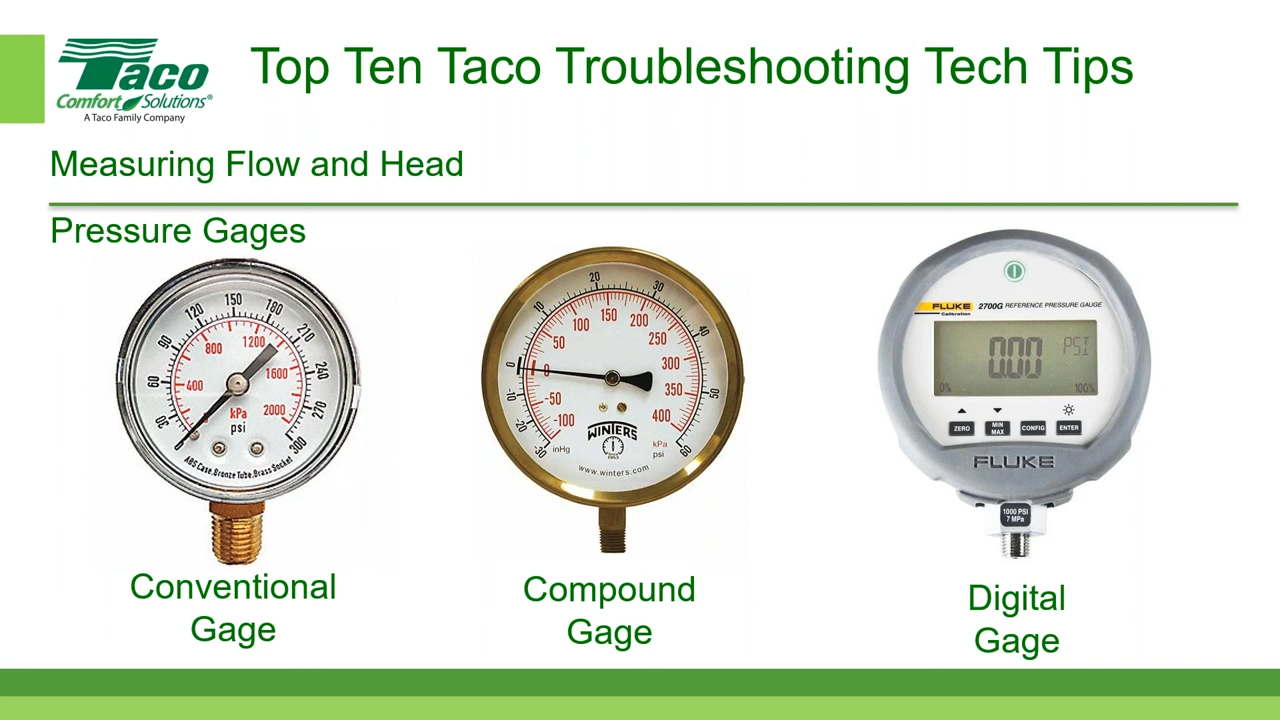 Taco
Comfort Solutions®
A Taco Family Company
Top Ten Taco Troubleshooting Tech Tips
Measuring Flow and Head
Pressure Gages
0 30 60 90 120 150 180 210 240 270 300
400 800 1200 1600 2000
kPa
psi
ABS Case, Bronze Tube, Brass Socket
-30 -20 -10 0 10 20 30 40 50 60
-100 -50 0 50 100 150 200 250 300 350 400
inHg
kPa
psi
WINTERS
www.winters.com
FLUKE
Calibration
2700G REFERENCE PRESSURE GAUGE
0.00 PSI
0% 100%
ZERO MIN MAX CONFIG ENTER
FLUKE
1000 PSI
7 MPa
Conventional
Gage
Compound
Gage
Digital
Gage